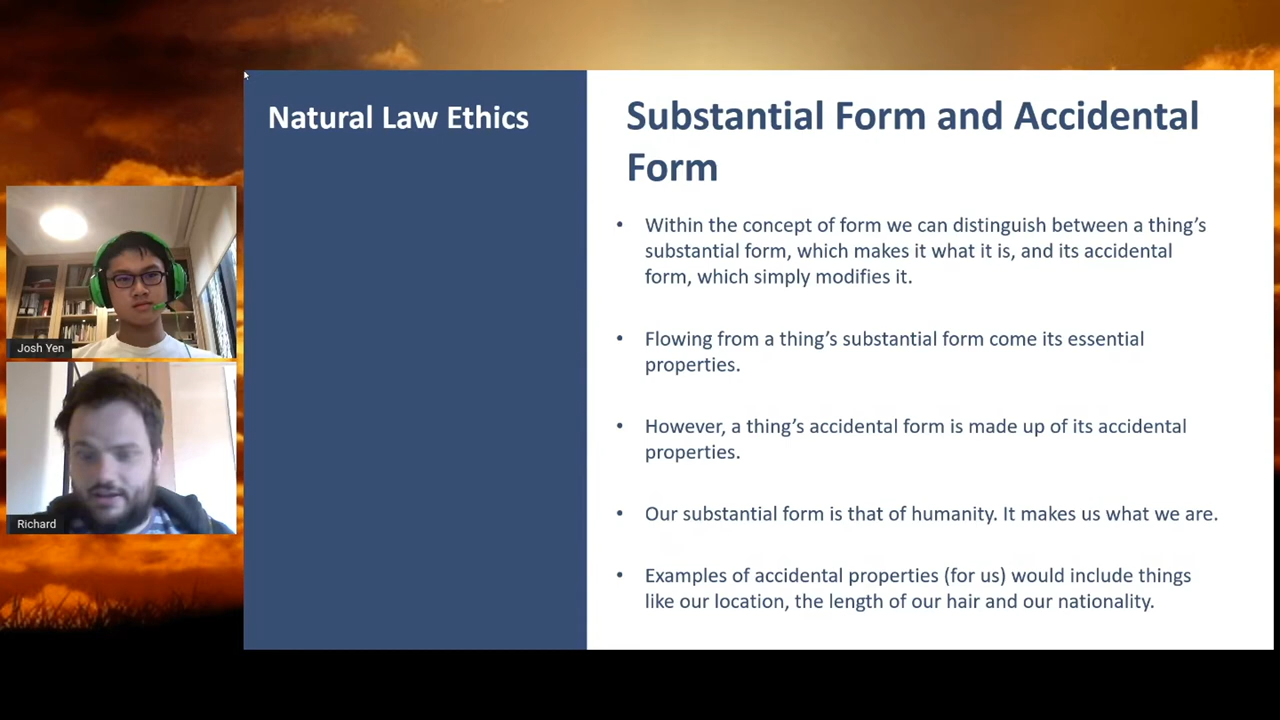 Natural Law Ethics
Substantial Form and Accidental
Form
• Within the concept of form we can distinguish between a thing’s
substantial form, which makes it what it is, and its accidental
form, which simply modifies it.
• Flowing from a thing’s substantial form come its essential
properties.
• However, a thing’s accidental form is made up of its accidental
properties.
• Our substantial form is that of humanity. It makes us what we are.
• Examples of accidental properties (for us) would include things
like our location, the length of our hair and our nationality.
Josh Yen
Richard